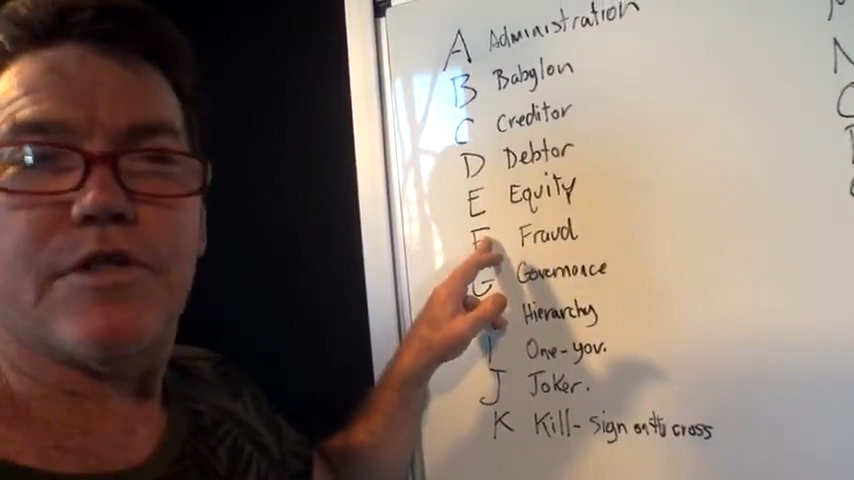 A Administration
B Babylon
C Creditor
D Debtor
E Equity
F Fraud
G Governance
Hierarchy
I One-you.
J Joker.
K Kill-Sign on the cross
N